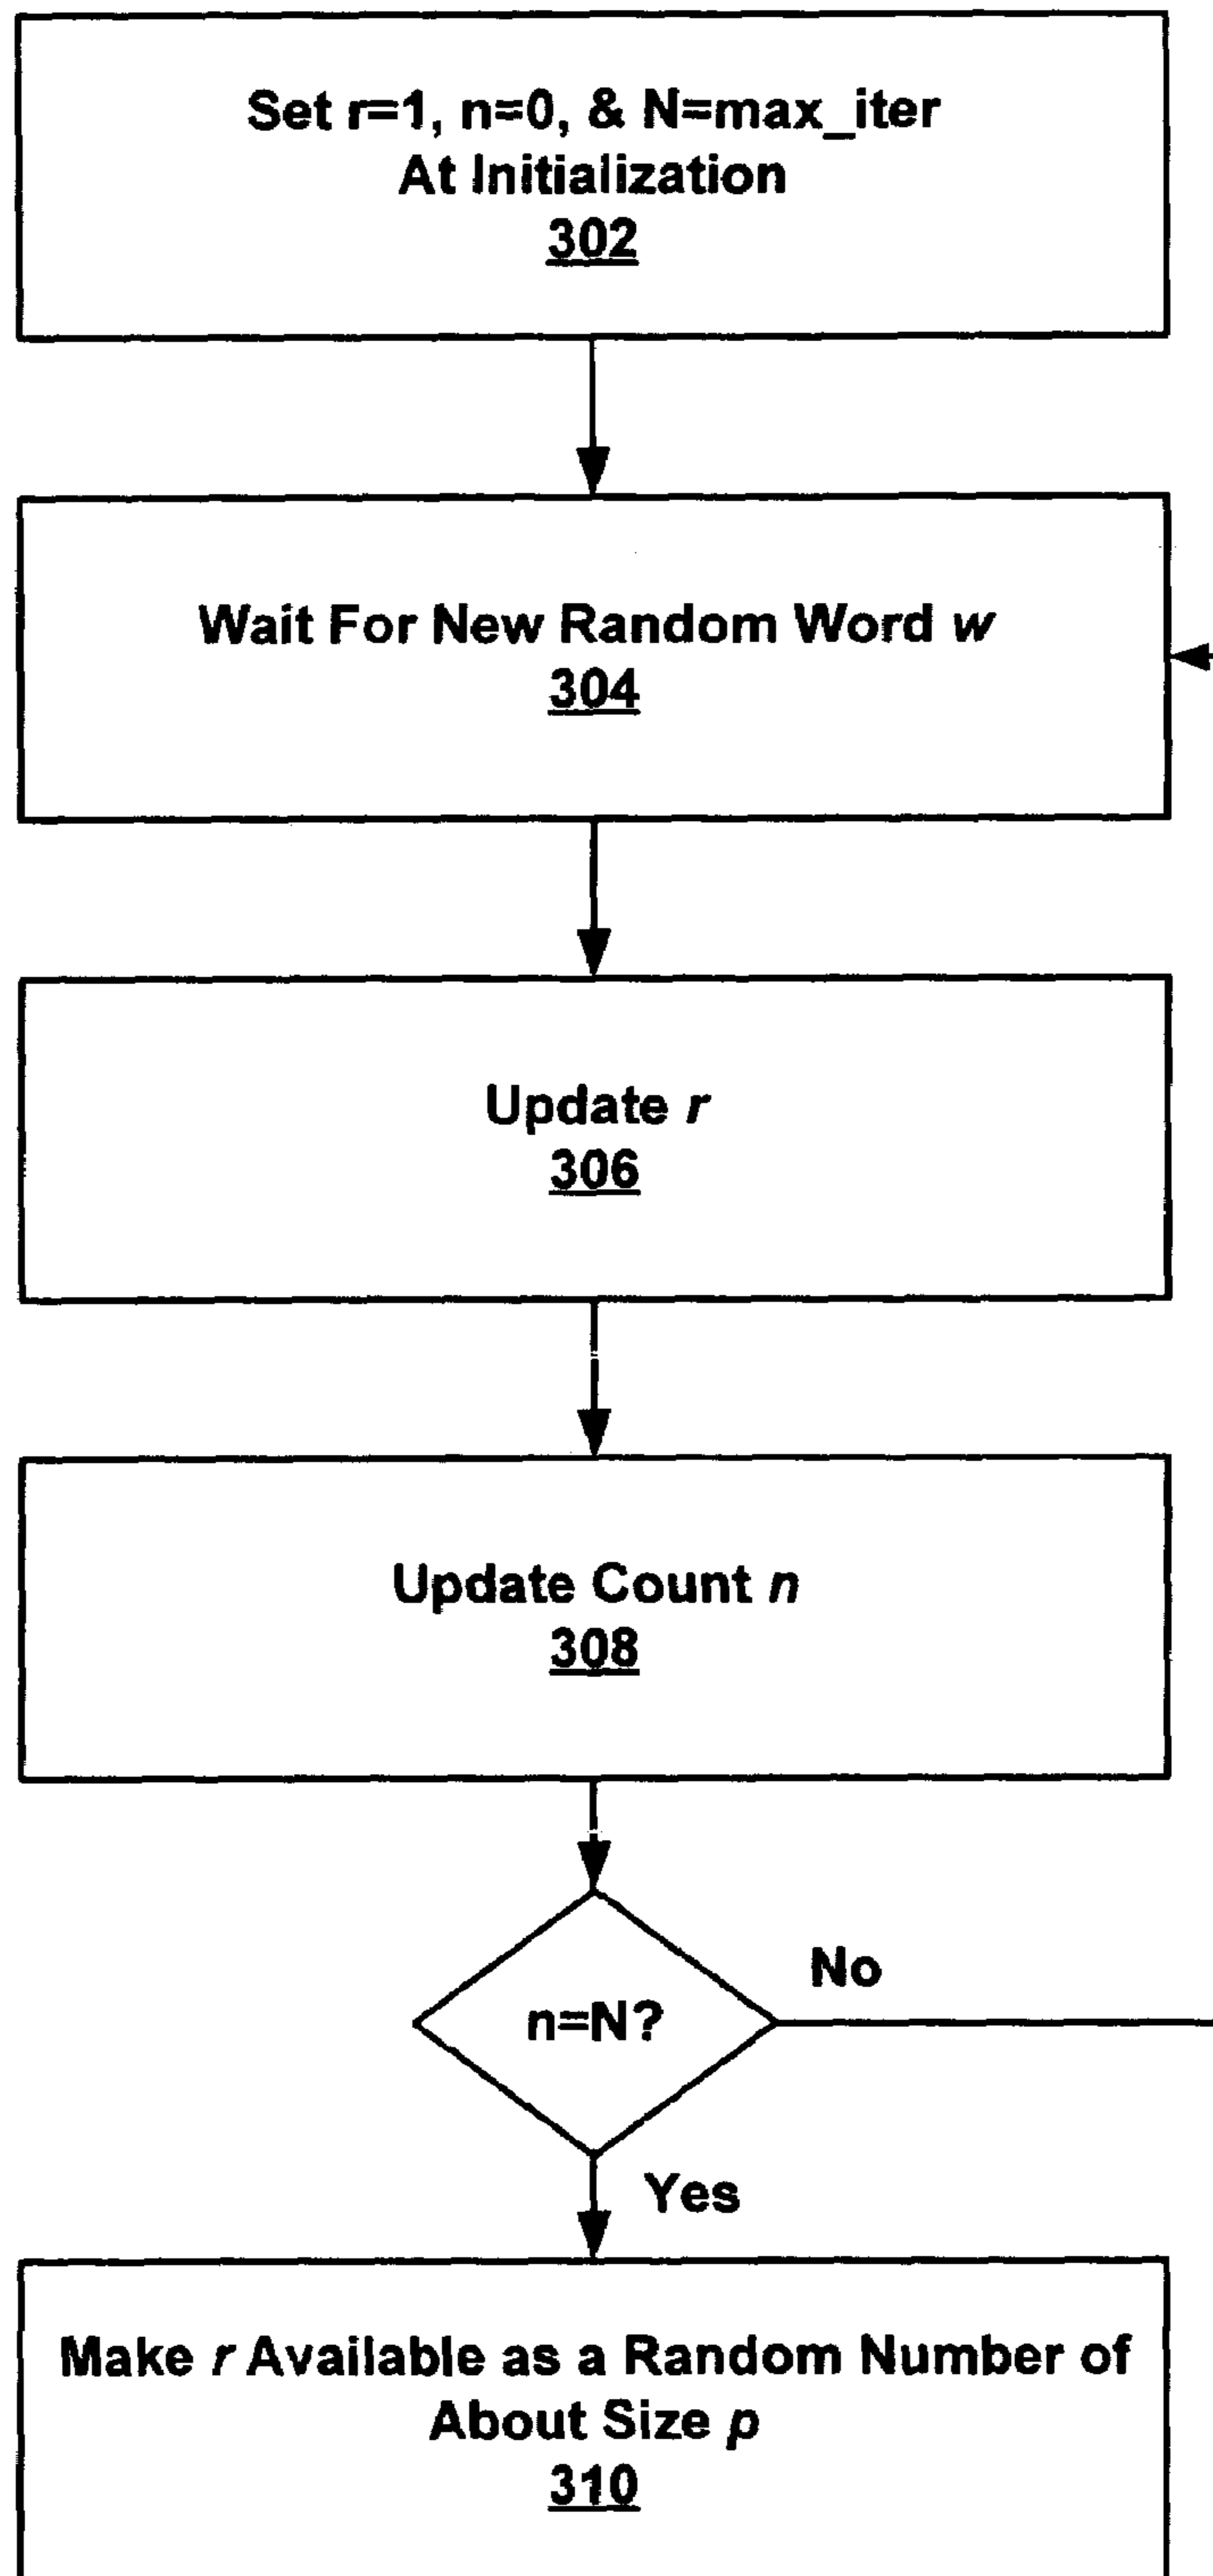 Set r=1, n=0, & N=max_iter
At Initialization
302
Wait For New Random Word w
304
Update r
306
Update Count n
308
n=N?
No
Yes
Make r Available as a Random Number of
About Size p
310